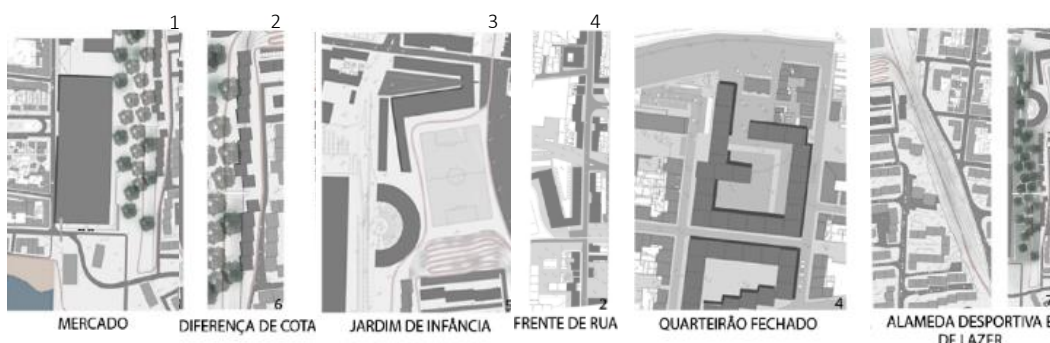 1
2
3
4
6
5
2
4
MERCADO
DIFERENÇA DE COTA
JARDIM DE INFÂNCIA
FRENTE DE RUA
QUARTEIRÃO FECHADO
ALAMEDA DESPORTIVA E
DE LAZER